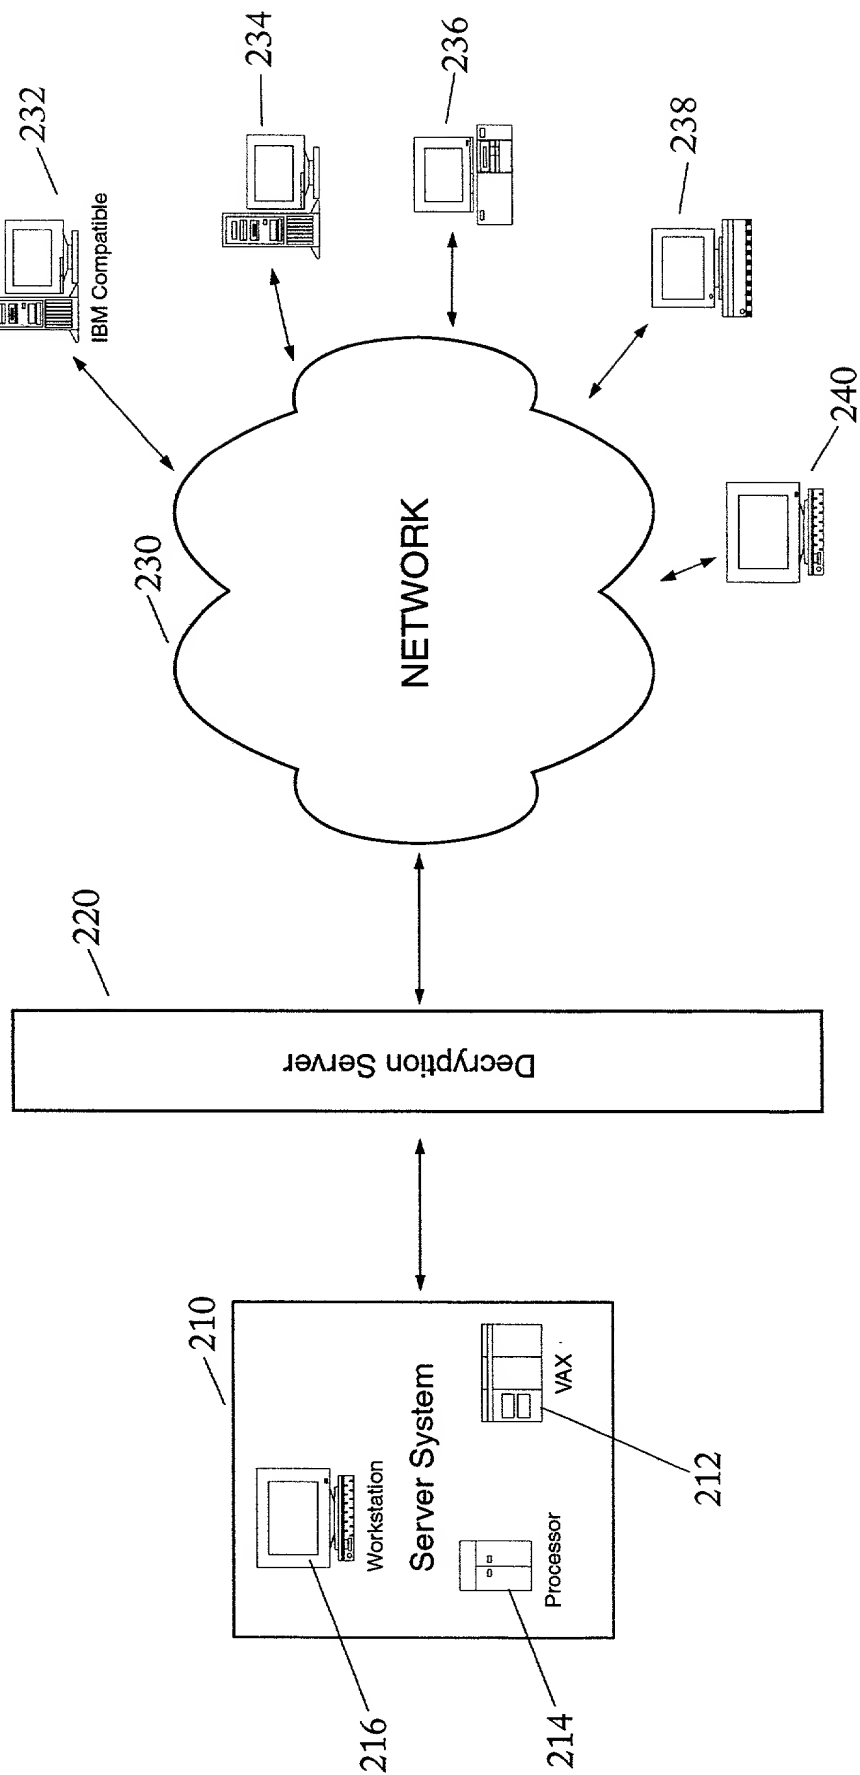 210
216
Workstation
Server System
214
Processor
212
VAX
220
Decryption Server
230
NETWORK
232
IBM Compatible
234
236
238
240